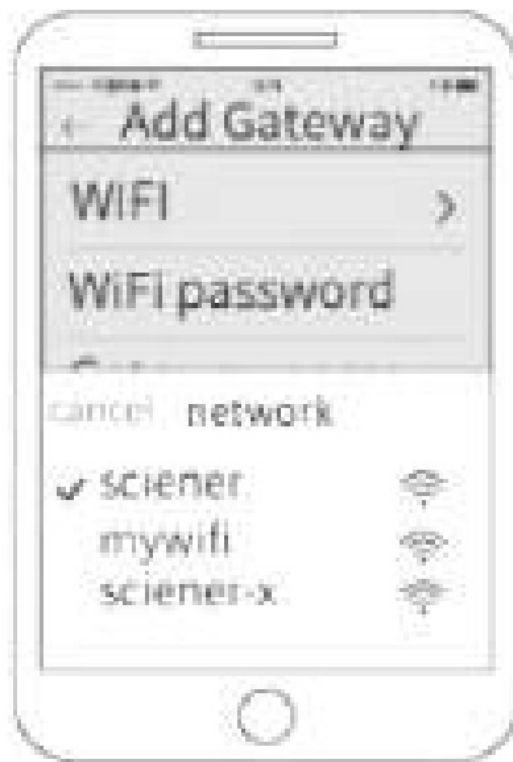 Add Gateway
WIFI
WiFi password
cancel network
sciener
mywifi
sciener-x